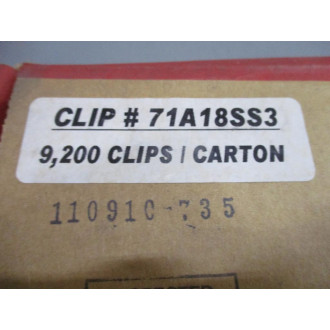 CLIP # 71A18SS3
9,200 CLIPS / CARTON
110910-735